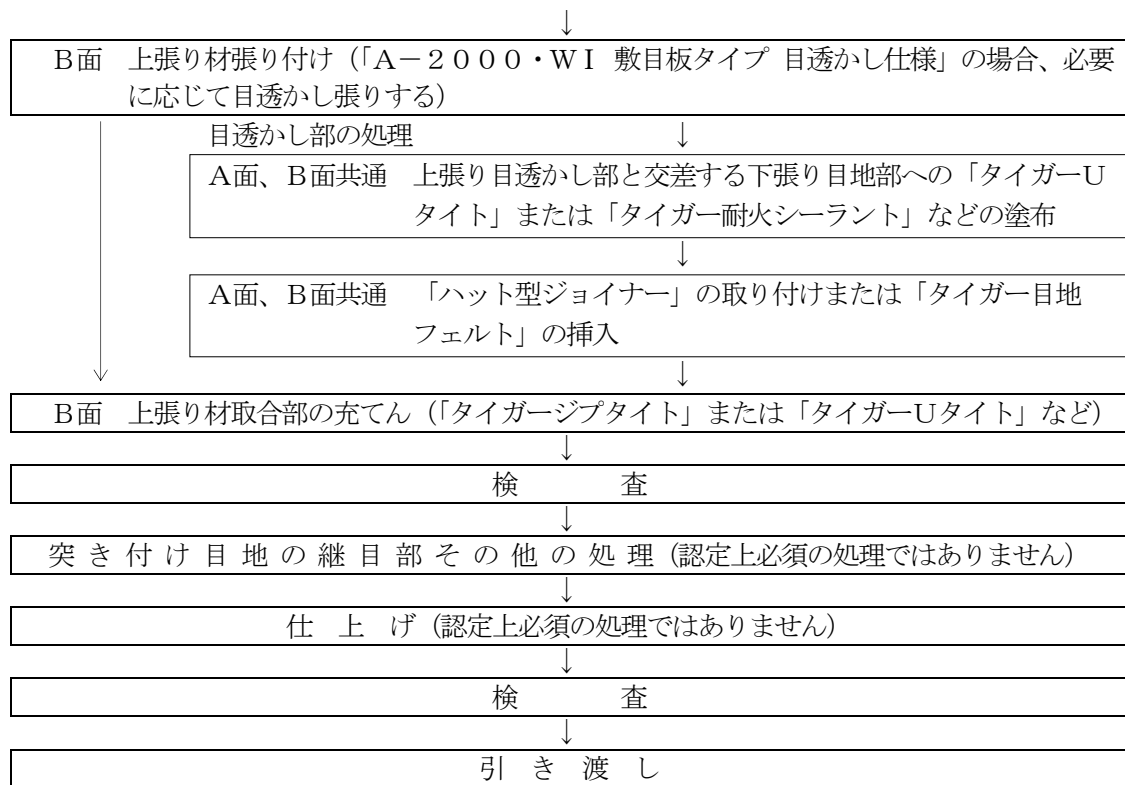 ↓
Ｂ面　上張り材張り付け（「Ａ－２０００・ＷＩ 敷目板タイプ 目透かし仕様」の場合、必要
に応じて目透かし張りする）
目透かし部の処理
↓
Ａ面、Ｂ面共通　上張り目透かし部と交差する下張り目地部への「タイガーＵ
タイト」または「タイガー耐火シーラント」などの塗布
↓
Ａ面、Ｂ面共通　「ハット型ジョイナー」の取り付けまたは「タイガー目地
フェルト」の挿入
↓
Ｂ面　上張り材取合部の充てん（「タイガージプタイト」または「タイガーＵタイト」など）
↓
検　　　査
↓
突 き 付 け 目 地 の 継 目 部 そ の 他 の 処 理 (認定上必須の処理ではありません)
↓
仕　上　げ (認定上必須の処理ではありません)
↓
検　　　査
↓
引　き　渡　し